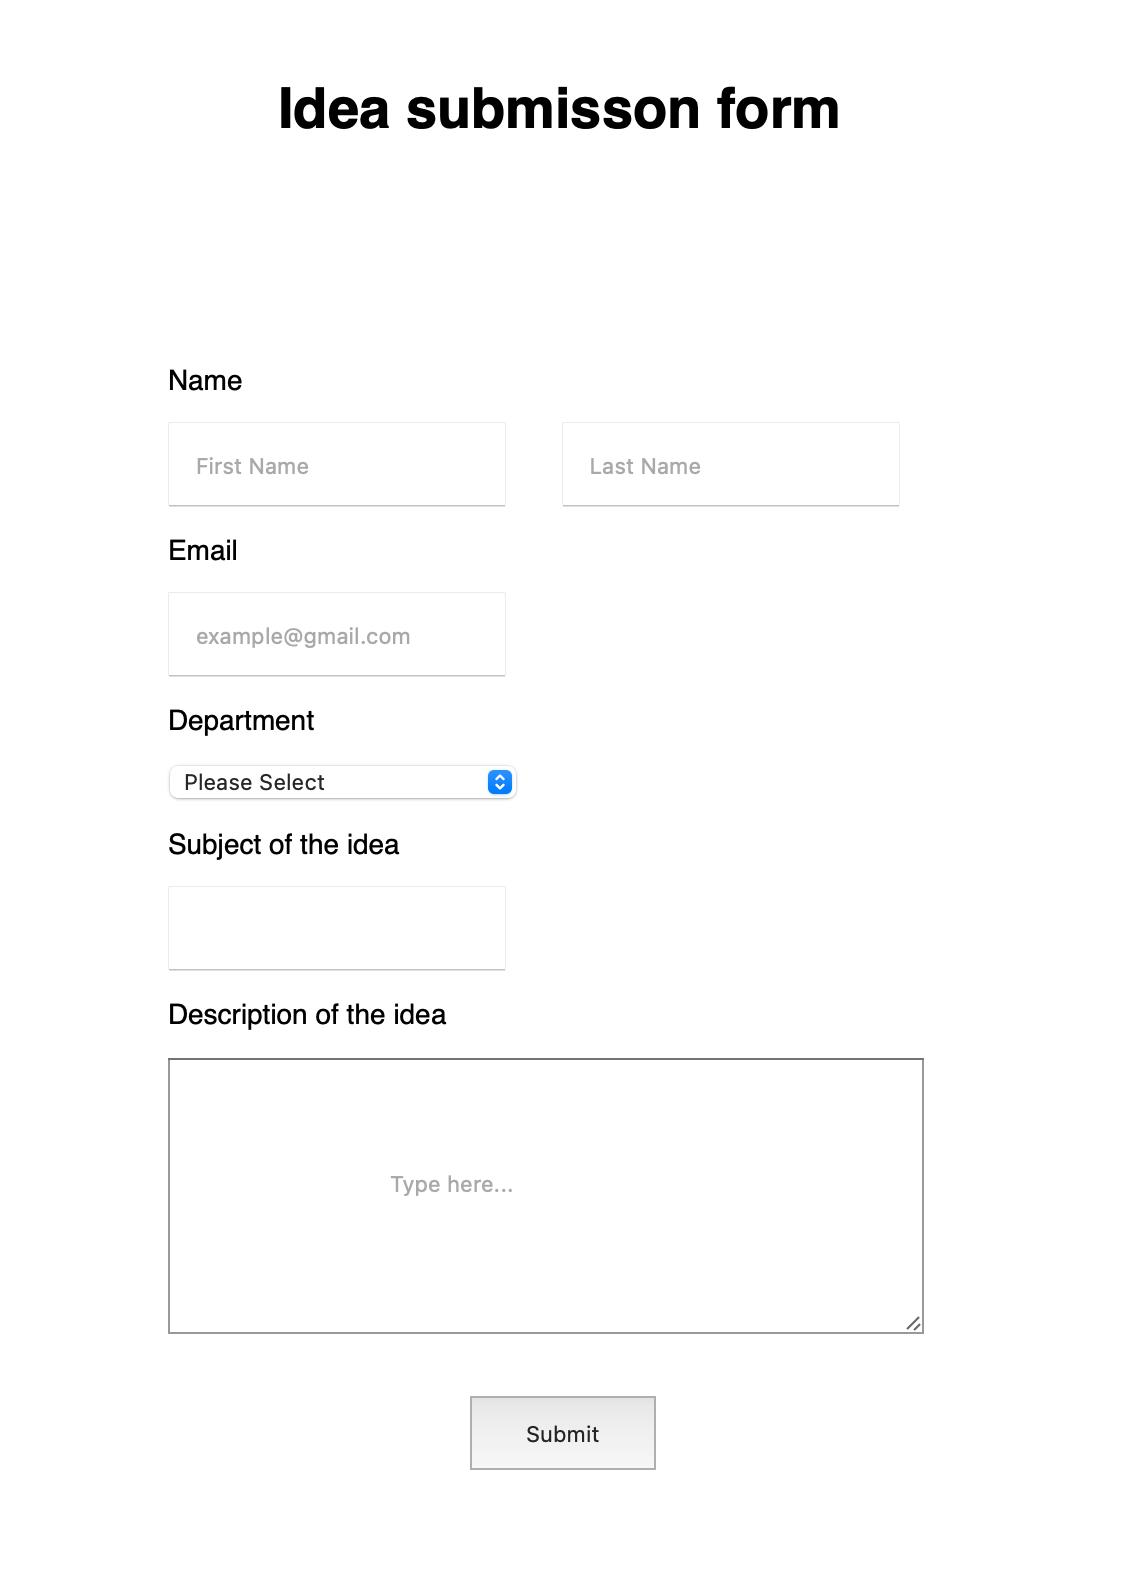 Idea submisson form
Name
First Name
Last Name
Email
example@gmail.com
Department
Please Select
Subject of the idea
Description of the idea
Type here...
Submit